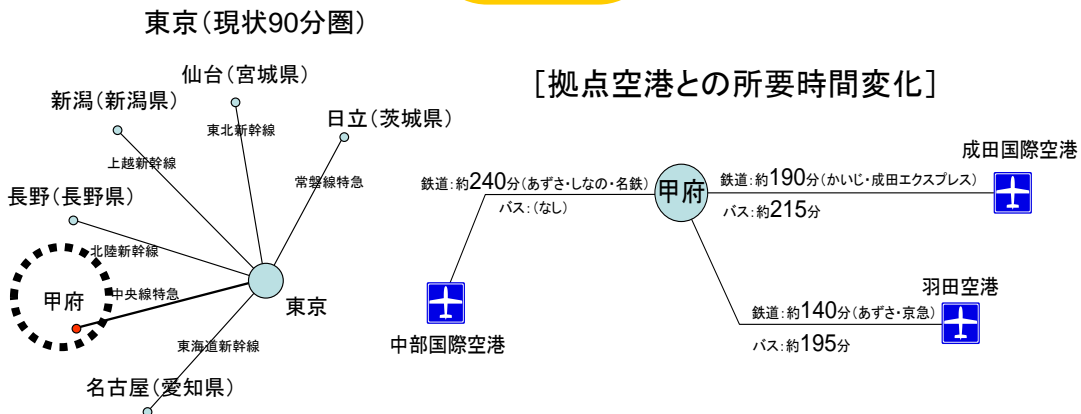 東京（現状90分圏）
仙台（宮城県）
新潟（新潟県）
日立（茨城県）
東北新幹線
上越新幹線
常磐線特急
長野（長野県）
北陸新幹線
甲府
中央線特急
東京
東海道新幹線
名古屋（愛知県）
［拠点空港との所要時間変化］
成田国際空港
鉄道：約240分（あずさ・しなの・名鉄）
バス：（なし）
甲府
鉄道：約190分（かいじ・成田エクスプレス）
バス：約215分
羽田空港
鉄道：約140分（あずさ・京急）
バス：約195分
中部国際空港